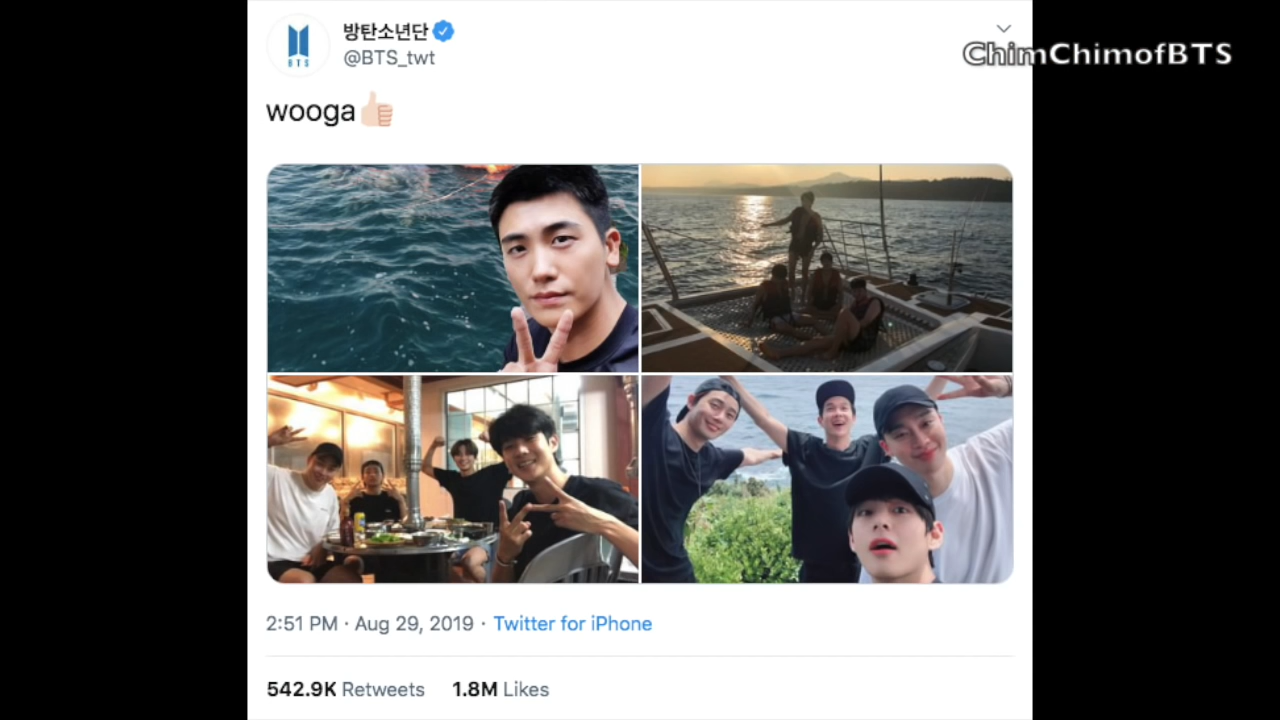 방탄소년단
@BTS_twt
ChimChimofBTS
BTS
wooga👍🏻
2:51 PM · Aug 29, 2019 · Twitter for iPhone
542.9K Retweets 1.8M Likes